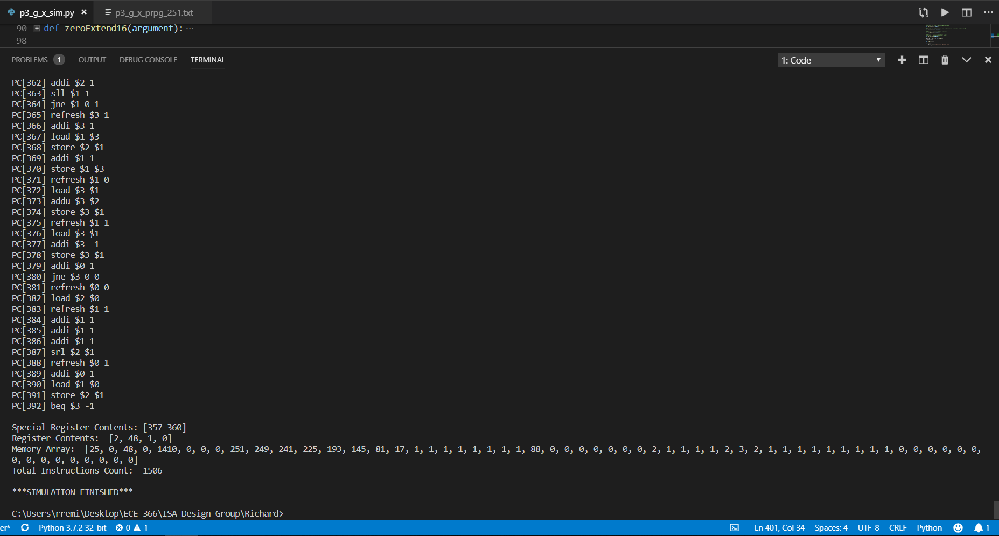 p3_g_x_sim.py × p3_g_x_prpg_251.txt
90 def zeroExtend16(argument):···
98
PROBLEMS 1 OUTPUT DEBUG CONSOLE TERMINAL 1: Code
PC[362] addi $2 1
PC[363] sll $1 1
PC[364] jne $1 0 1
PC[365] refresh $3 1
PC[366] addi $3 1
PC[367] load $1 $3
PC[368] store $2 $1
PC[369] addi $1 1
PC[370] store $1 $3
PC[371] refresh $1 0
PC[372] load $3 $1
PC[373] addu $3 $2
PC[374] store $3 $1
PC[375] refresh $1 1
PC[376] load $3 $1
PC[377] addi $3 -1
PC[378] store $3 $1
PC[379] addi $0 1
PC[380] jne $3 0 0
PC[381] refresh $0 0
PC[382] load $2 $0
PC[383] refresh $1 1
PC[384] addi $1 1
PC[385] addi $1 1
PC[386] addi $1 1
PC[387] srl $2 $1
PC[388] refresh $0 1
PC[389] addi $0 1
PC[390] load $1 $0
PC[391] store $2 $1
PC[392] beq $3 -1
Special Register Contents: [357 360]
Register Contents:  [2, 48, 1, 0]
Memory Array:  [25, 0, 48, 0, 1410, 0, 0, 0, 251, 249, 241, 225, 193, 145, 81, 17, 1, 1, 1, 1, 1, 1, 1, 1, 88, 0, 0, 0, 0, 0, 0, 0, 2, 1, 1, 1, 1, 2, 3, 2, 1, 1, 1, 1, 1, 1, 1, 1, 1, 0, 0, 0, 0, 0, 0,
0, 0, 0, 0, 0, 0, 0, 0, 0]
Total Instructions Count:  1506
***SIMULATION FINISHED***
C:\Users\rremi\Desktop\ECE 366\ISA-Design-Group\Richard>
er* Python 3.7.2 32-bit 0 1 Ln 401, Col 34 Spaces: 4 UTF-8 CRLF Python 1